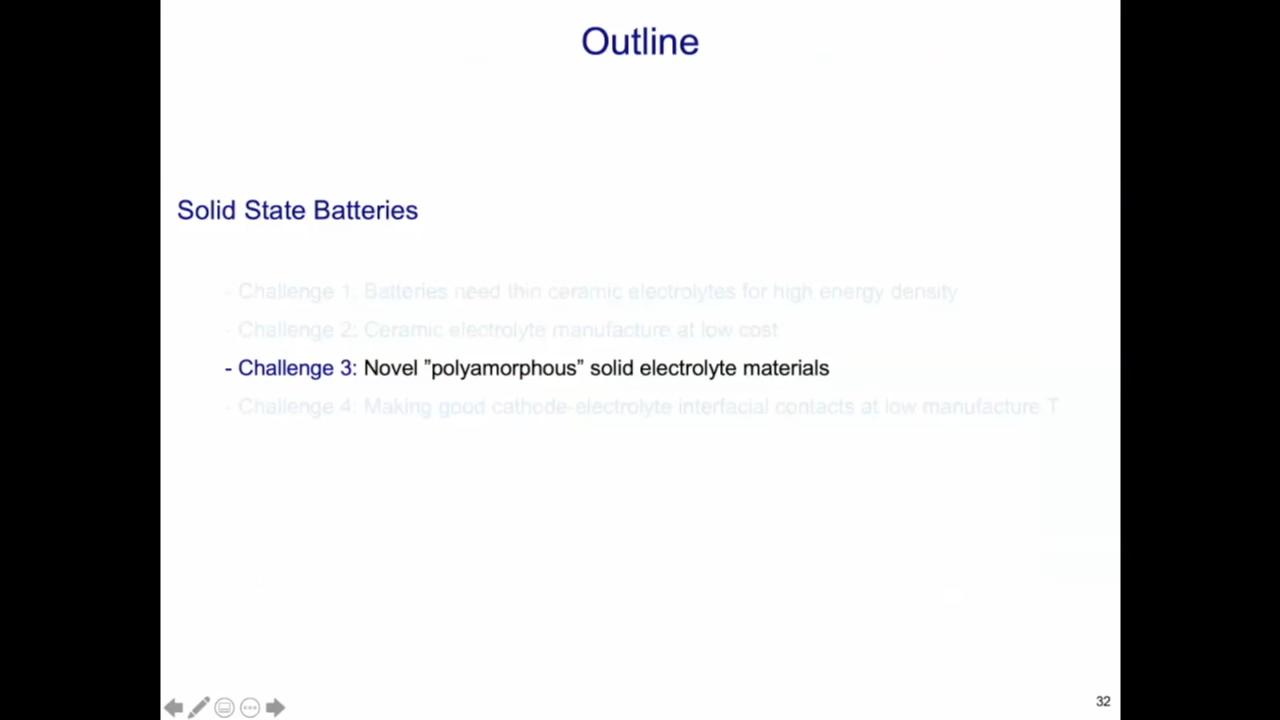 Outline
Solid State Batteries
- Challenge 1: Batteries need thin ceramic electrolytes for high energy density
- Challenge 2: Ceramic electrolyte manufacture at low cost
- Challenge 3: Novel ”polyamorphous” solid electrolyte materials
- Challenge 4: Making good cathode-electrolyte interfacial contacts at low manufacture T
32